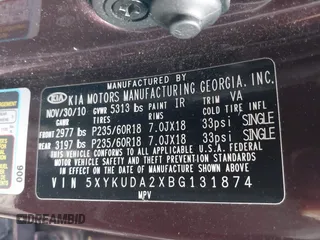 MANUFACTURED BY
KIA KIA MOTORS MANUFACTURING GEORGIA, INC.
NOV/30/10 GVWR 5313 lbs PAINT IR TRIM VA
GAWR TIRES RIMS COLD TIRE INFL
FRONT 2977 lbs P235/60R18 7.0JX18 33psi SINGLE
REAR 3197 lbs P235/60R18 7.0JX18 33psi SINGLE
THIS VEHICLE CONFORMS TO ALL APPLICABLE U.S. FEDERAL
MOTOR VEHICLE SAFETY AND THEFT PREVENTION STANDARDS
IN EFFECT ON THE DATE OF MANUFACTURE SHOWN ABOVE.
VIN 5XYKUDA2XBG131874
MPV
006
© AutoBidMaster